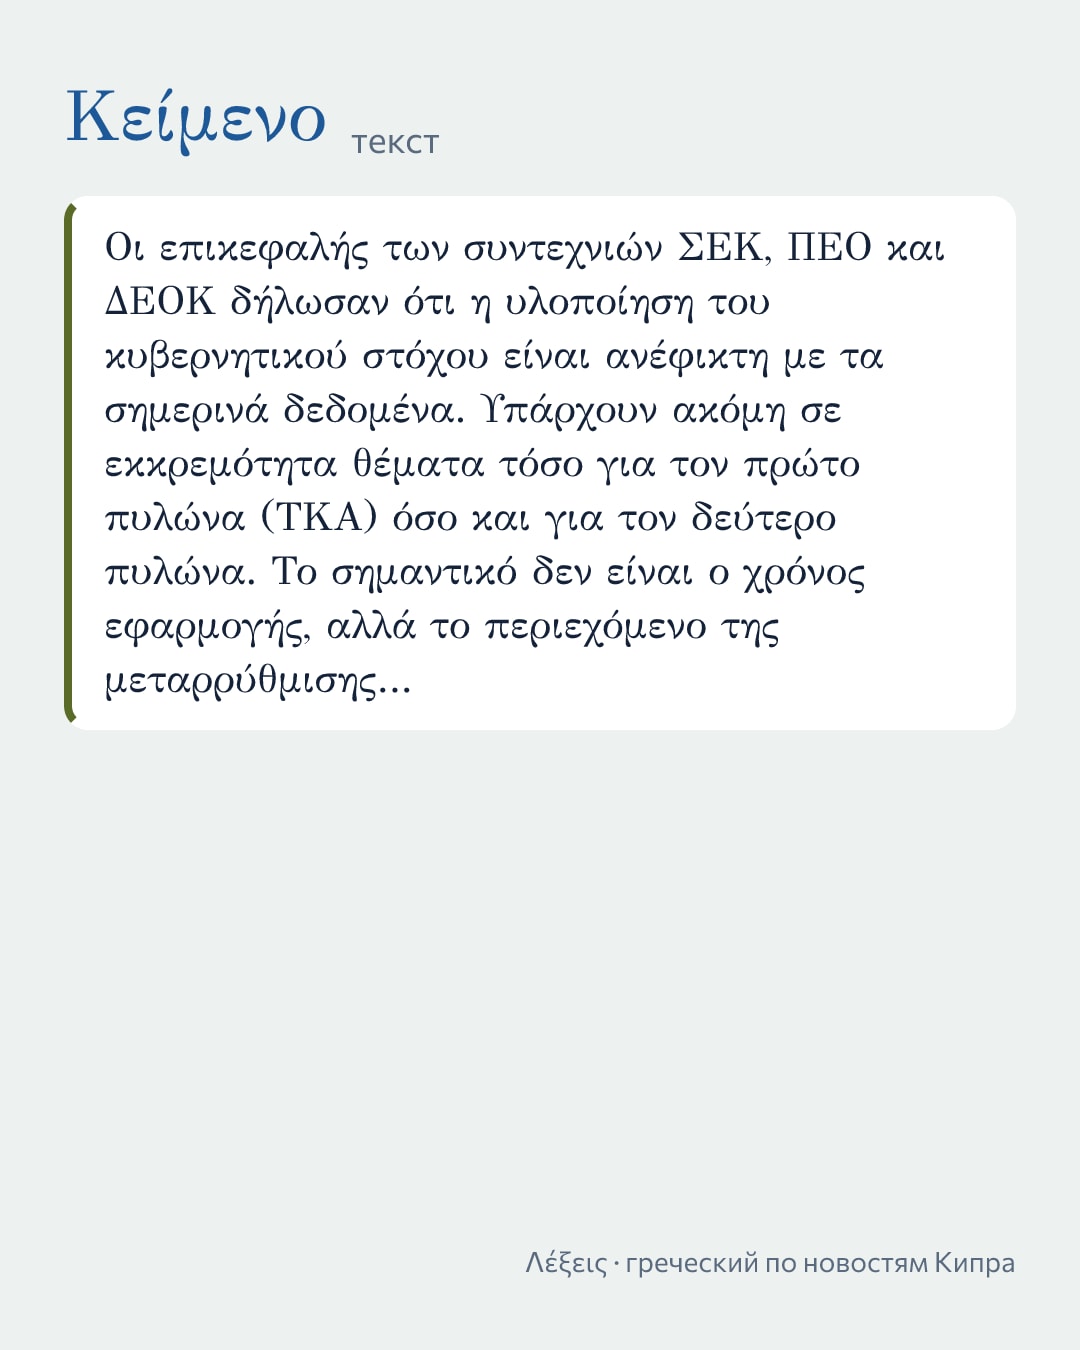 Κείμενο текст
Οι επικεφαλής των συντεχνιών ΣΕΚ, ΠΕΟ και
ΔΕΟΚ δήλωσαν ότι η υλοποίηση του
κυβερνητικού στόχου είναι ανέφικτη με τα
σημερινά δεδομένα. Υπάρχουν ακόμη σε
εκκρεμότητα θέματα τόσο για τον πρώτο
πυλώνα (ΤΚΑ) όσο και για τον δεύτερο
πυλώνα. Το σημαντικό δεν είναι ο χρόνος
εφαρμογής, αλλά το περιεχόμενο της
μεταρρύθμισης...
Λέξεις · греческий по новостям Кипра